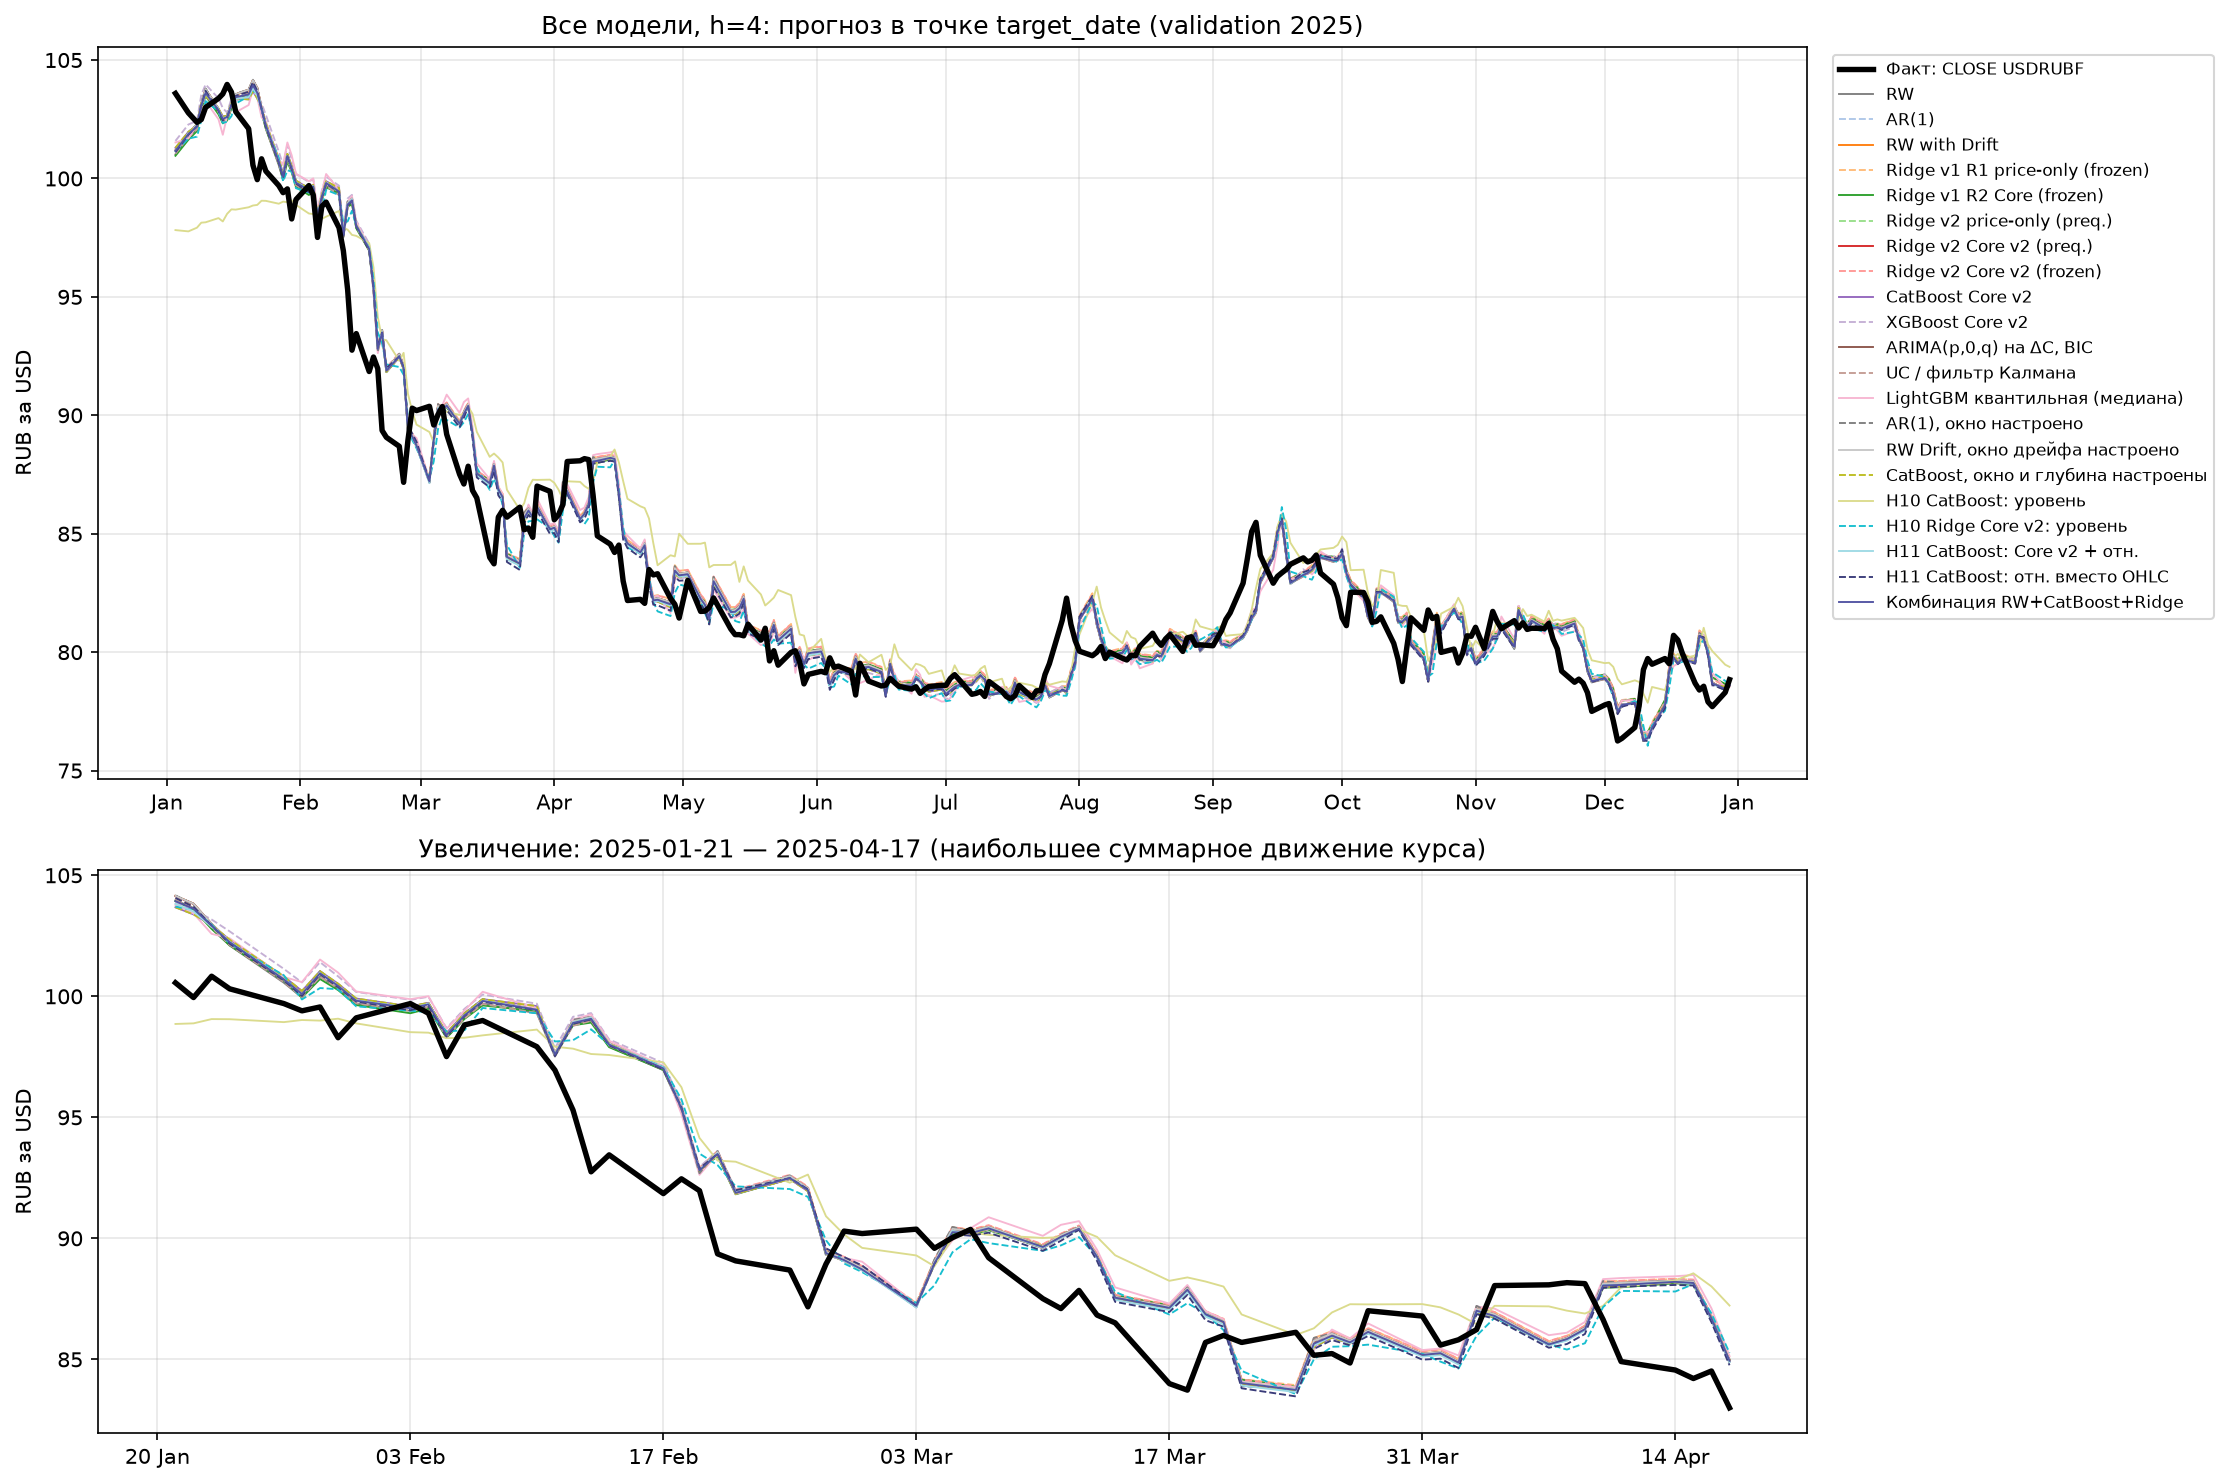 Все модели, h=4: прогноз в точке target_date (validation 2025)
RUB за USD
105
100
95
90
85
80
75
Jan Feb Mar Apr May Jun Jul Aug Sep Oct Nov Dec Jan
Факт: CLOSE USDRUBF
RW
AR(1)
RW with Drift
Ridge v1 R1 price-only (frozen)
Ridge v1 R2 Core (frozen)
Ridge v2 price-only (preq.)
Ridge v2 Core v2 (preq.)
Ridge v2 Core v2 (frozen)
CatBoost Core v2
XGBoost Core v2
ARIMA(p,0,q) на ΔC, BIC
UC / фильтр Калмана
LightGBM квантильная (медиана)
AR(1), окно настроено
RW Drift, окно дрейфа настроено
CatBoost, окно и глубина настроены
H10 CatBoost: уровень
H10 Ridge Core v2: уровень
H11 CatBoost: Core v2 + отн.
H11 CatBoost: отн. вместо OHLC
Комбинация RW+CatBoost+Ridge
Увеличение: 2025-01-21 — 2025-04-17 (наибольшее суммарное движение курса)
RUB за USD
105
100
95
90
85
20 Jan 03 Feb 17 Feb 03 Mar 17 Mar 31 Mar 14 Apr